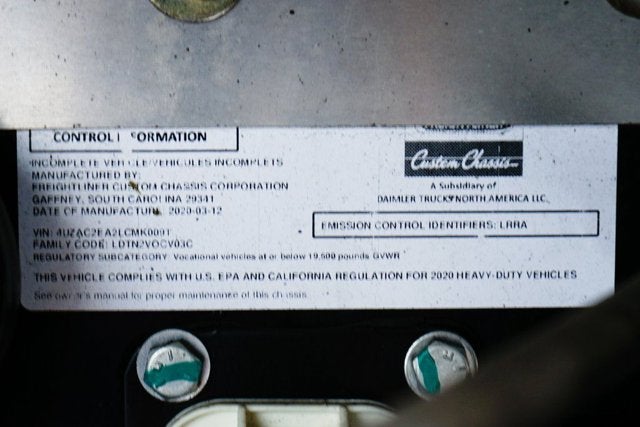 CONTROL I FORMATION
INCOMPLETE VEHICLE/VEHICULES INCOMPLETS
MANUFACTURED BY:
FREIGHTLINER CUSTOM CHASSIS CORPORATION
GAFFNEY, SOUTH CAROLINA 29341
DATE OF MANUFACTURE 2020-03-12
Custom Chassis
A Subsidiary of
DAIMLER TRUCKS NORTH AMERICA LLC.
EMISSION CONTROL IDENTIFIERS: LRRA
VIN:
FAMILY CODE: LDTN2VOCV03C
REGULATORY SUBCATEGORY: Vocational vehicles at or below 19,500 pounds GVWR
THIS VEHICLE COMPLIES WITH U.S. EPA AND CALIFORNIA REGULATION FOR 2020 HEAVY-DUTY VEHICLES
See owner's manual for proper maintenance of this chassis